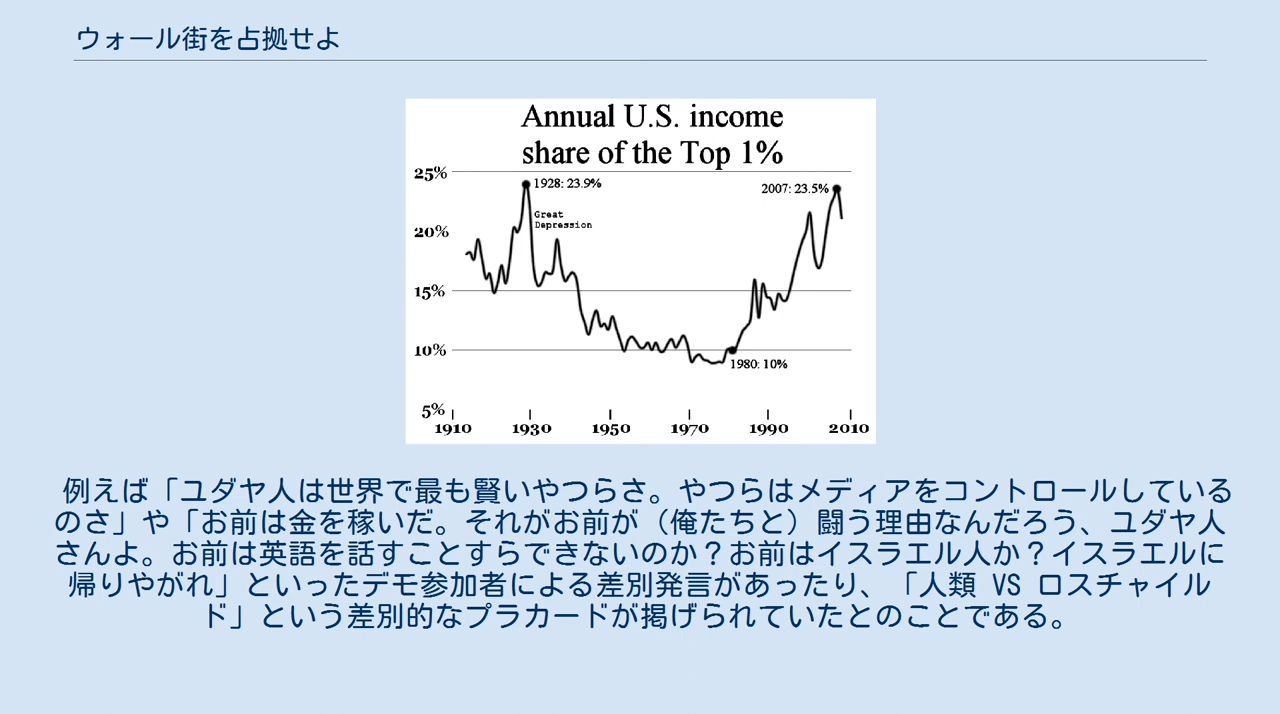 ウォール街を占拠せよ
Annual U.S. income
share of the Top 1%
25%
1928: 23.9%
2007: 23.5%
Great
Depression
20%
15%
10%
1980: 10%
5%
1910 1930 1950 1970 1990 2010
例えば「ユダヤ人は世界で最も賢いやつらさ。やつらはメディアをコントロールしている
のさ」や「お前は金を稼いだ。それがお前が（俺たちと）闘う理由なんだろう、ユダヤ人
さんよ。お前は英語を話すことすらできないのか？お前はイスラエル人か？イスラエルに
帰りやがれ」といったデモ参加者による差別発言があったり、「人類 VS ロスチャイル
ド」という差別的なプラカードが掲げられていたとのことである。